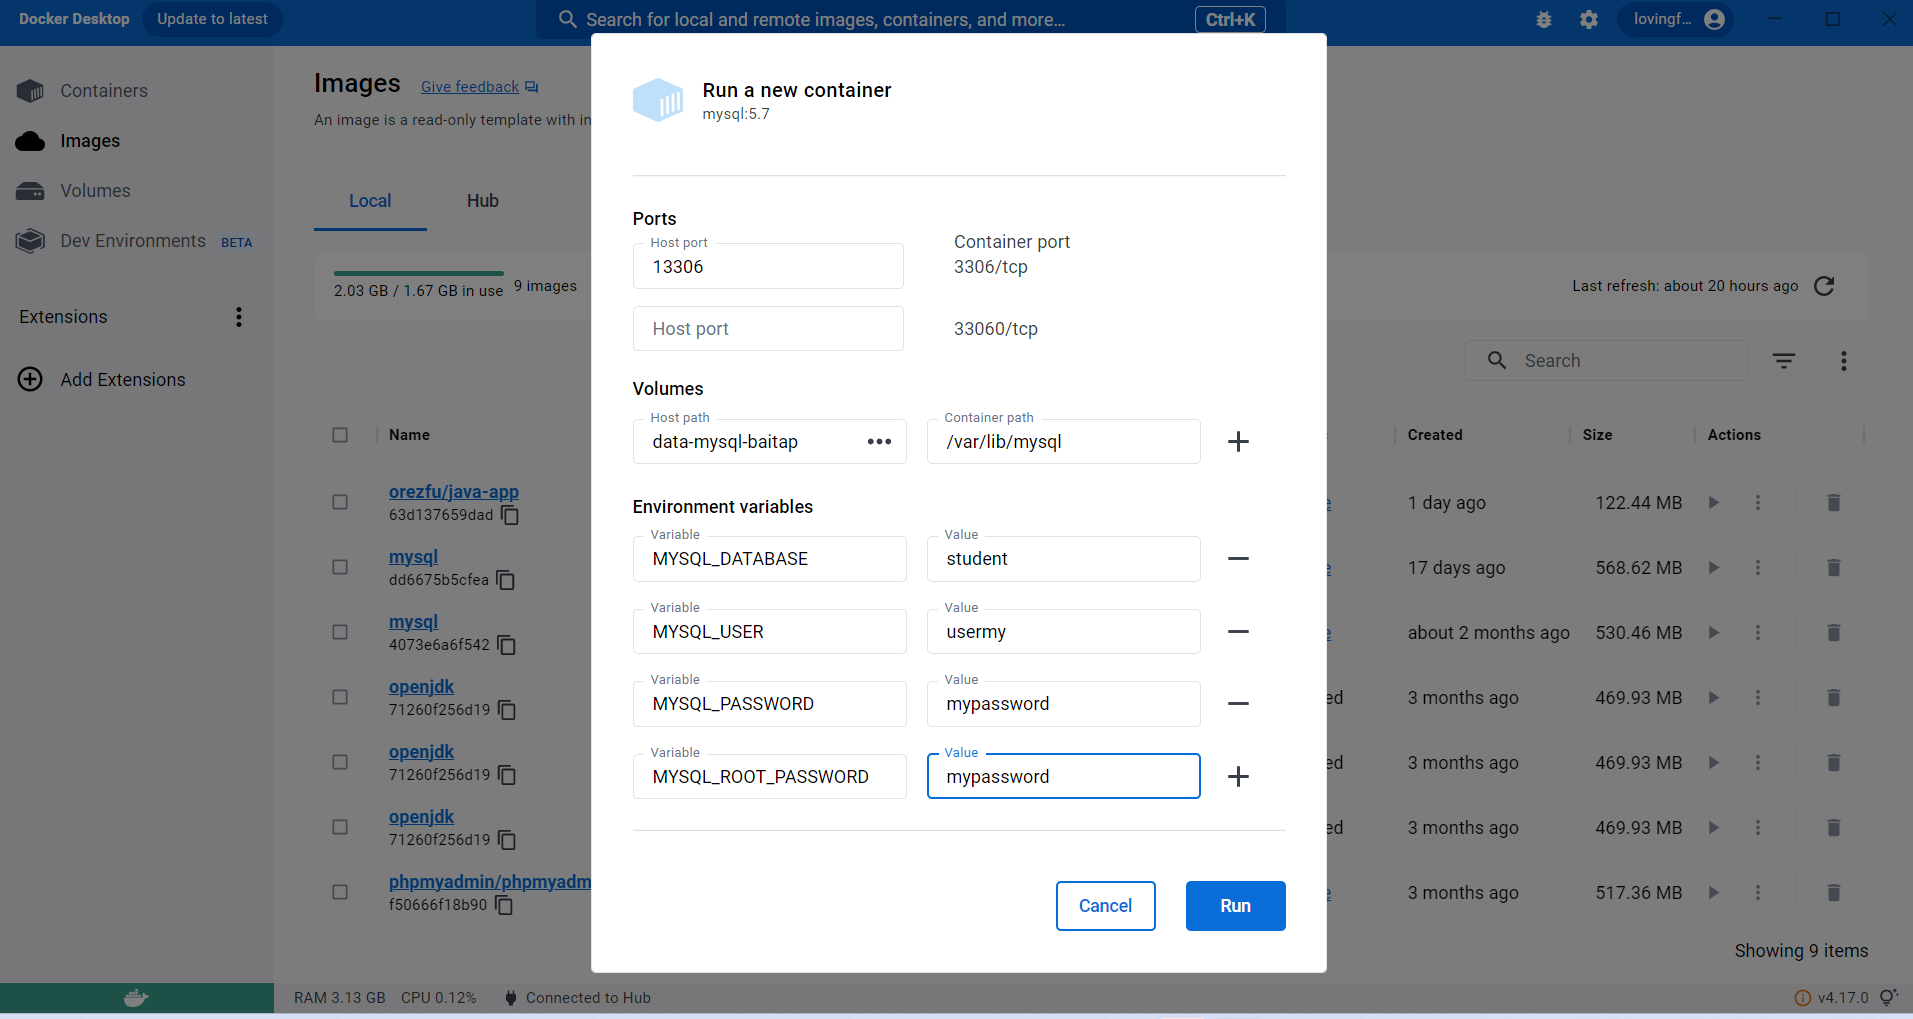 Docker Desktop
Update to latest
Search for local and remote images, containers, and more...
Ctrl+K
lovingf...
Containers
Images
Volumes
Dev Environments BETA
Extensions
Add Extensions
Images
Give feedback
An image is a read-only template with in
Local
Hub
2.03 GB / 1.67 GB in use
9 images
Last refresh: about 20 hours ago
Search
Name
Created
Size
Actions
orezfu/java-app
63d137659dad
1 day ago
122.44 MB
mysql
dd6675b5cfea
17 days ago
568.62 MB
mysql
4073e6a6f542
about 2 months ago
530.46 MB
openjdk
71260f256d19
ed
3 months ago
469.93 MB
openjdk
71260f256d19
ed
3 months ago
469.93 MB
openjdk
71260f256d19
ed
3 months ago
469.93 MB
phpmyadmin/phpmyadm
f50666f18b90
3 months ago
517.36 MB
Showing 9 items
Run a new container
mysql:5.7
Ports
Host port
13306
Container port
3306/tcp
Host port
33060/tcp
Volumes
Host path
data-mysql-baitap
Container path
/var/lib/mysql
Environment variables
Variable
MYSQL_DATABASE
Value
student
Variable
MYSQL_USER
Value
usermy
Variable
MYSQL_PASSWORD
Value
mypassword
Variable
MYSQL_ROOT_PASSWORD
Value
mypassword
Cancel
Run
RAM 3.13 GB
CPU 0.12%
Connected to Hub
v4.17.0